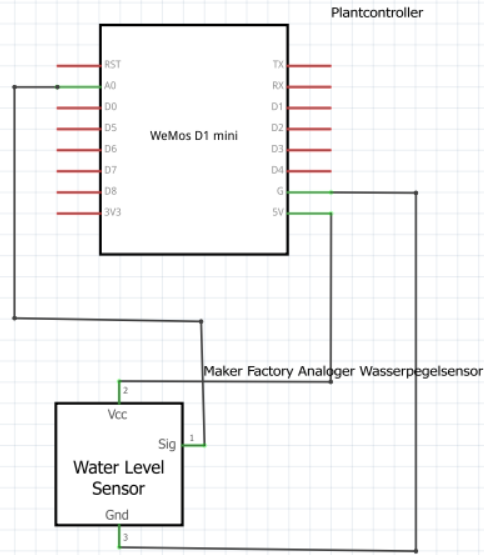 Plantcontroller
RST
TX
A0
RX
D0
D1
D5
D2
WeMos D1 mini
D6
D3
D7
D4
D8
G
3V3
5V
Maker Factory Analoger Wasserpegelsensor
2
Vcc
1
Sig
Water Level
Sensor
Gnd
3